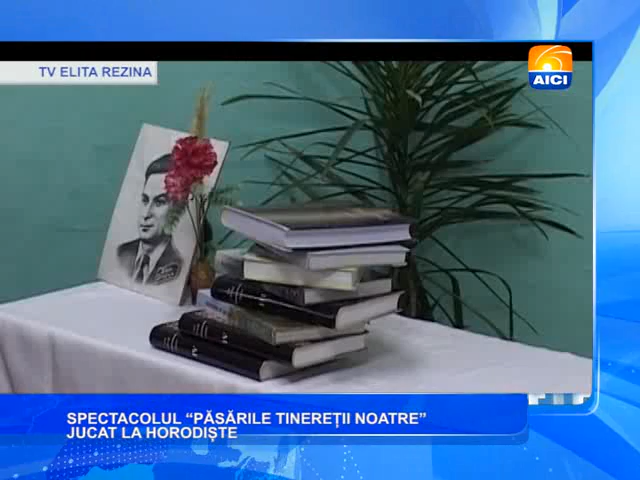 TV ELITA REZINA
AICI
SPECTACOLUL “PĂSĂRILE TINEREȚII NOATRE”
JUCAT LA HORODIȘTE